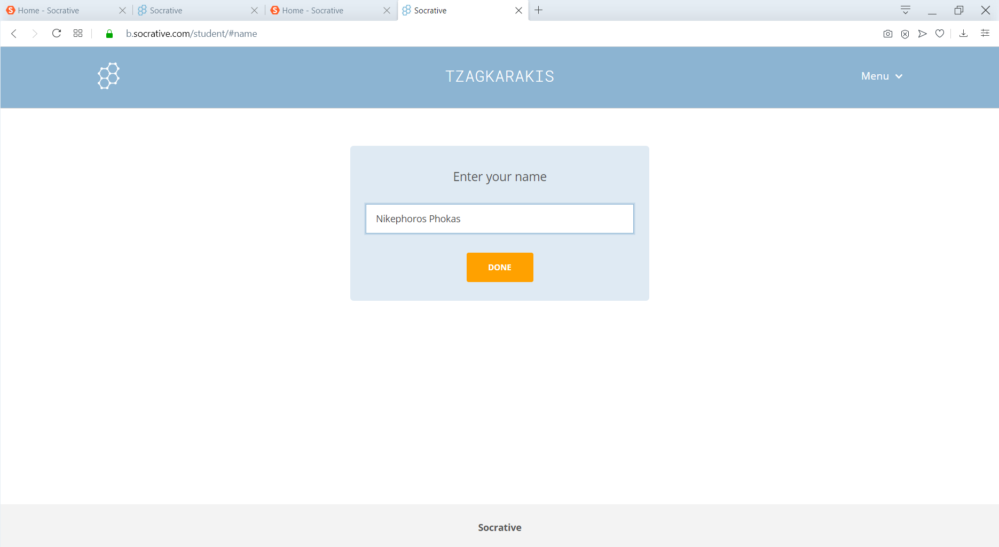 Home - Socrative
Socrative
Home - Socrative
Socrative
b.socrative.com/student/#name
TZAGKARAKIS
Menu
Enter your name
Nikephoros Phokas
DONE
Socrative